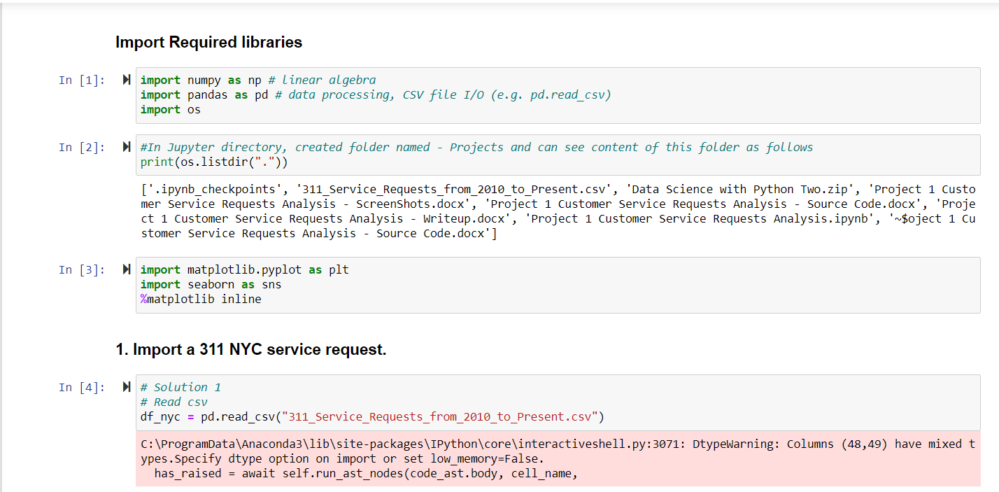 Import Required libraries
In [1]:
import numpy as np # linear algebra
import pandas as pd # data processing, CSV file I/O (e.g. pd.read_csv)
import os
In [2]:
#In Jupyter directory, created folder named - Projects and can see content of this folder as follows
print(os.listdir("."))
['.ipynb_checkpoints', '311_Service_Requests_from_2010_to_Present.csv', 'Data Science with Python Two.zip', 'Project 1 Custo
mer Service Requests Analysis - ScreenShots.docx', 'Project 1 Customer Service Requests Analysis - Source Code.docx', 'Proje
ct 1 Customer Service Requests Analysis - Writeup.docx', 'Project 1 Customer Service Requests Analysis.ipynb', '~$oject 1 Cu
stomer Service Requests Analysis - Source Code.docx']
In [3]:
import matplotlib.pyplot as plt
import seaborn as sns
%matplotlib inline
1. Import a 311 NYC service request.
In [4]:
# Solution 1
# Read csv
df_nyc = pd.read_csv("311_Service_Requests_from_2010_to_Present.csv")
C:\ProgramData\Anaconda3\lib\site-packages\IPython\core\interactiveshell.py:3071: DtypeWarning: Columns (48,49) have mixed t
ypes.Specify dtype option on import or set low_memory=False.
has_raised = await self.run_ast_nodes(code_ast.body, cell_name,